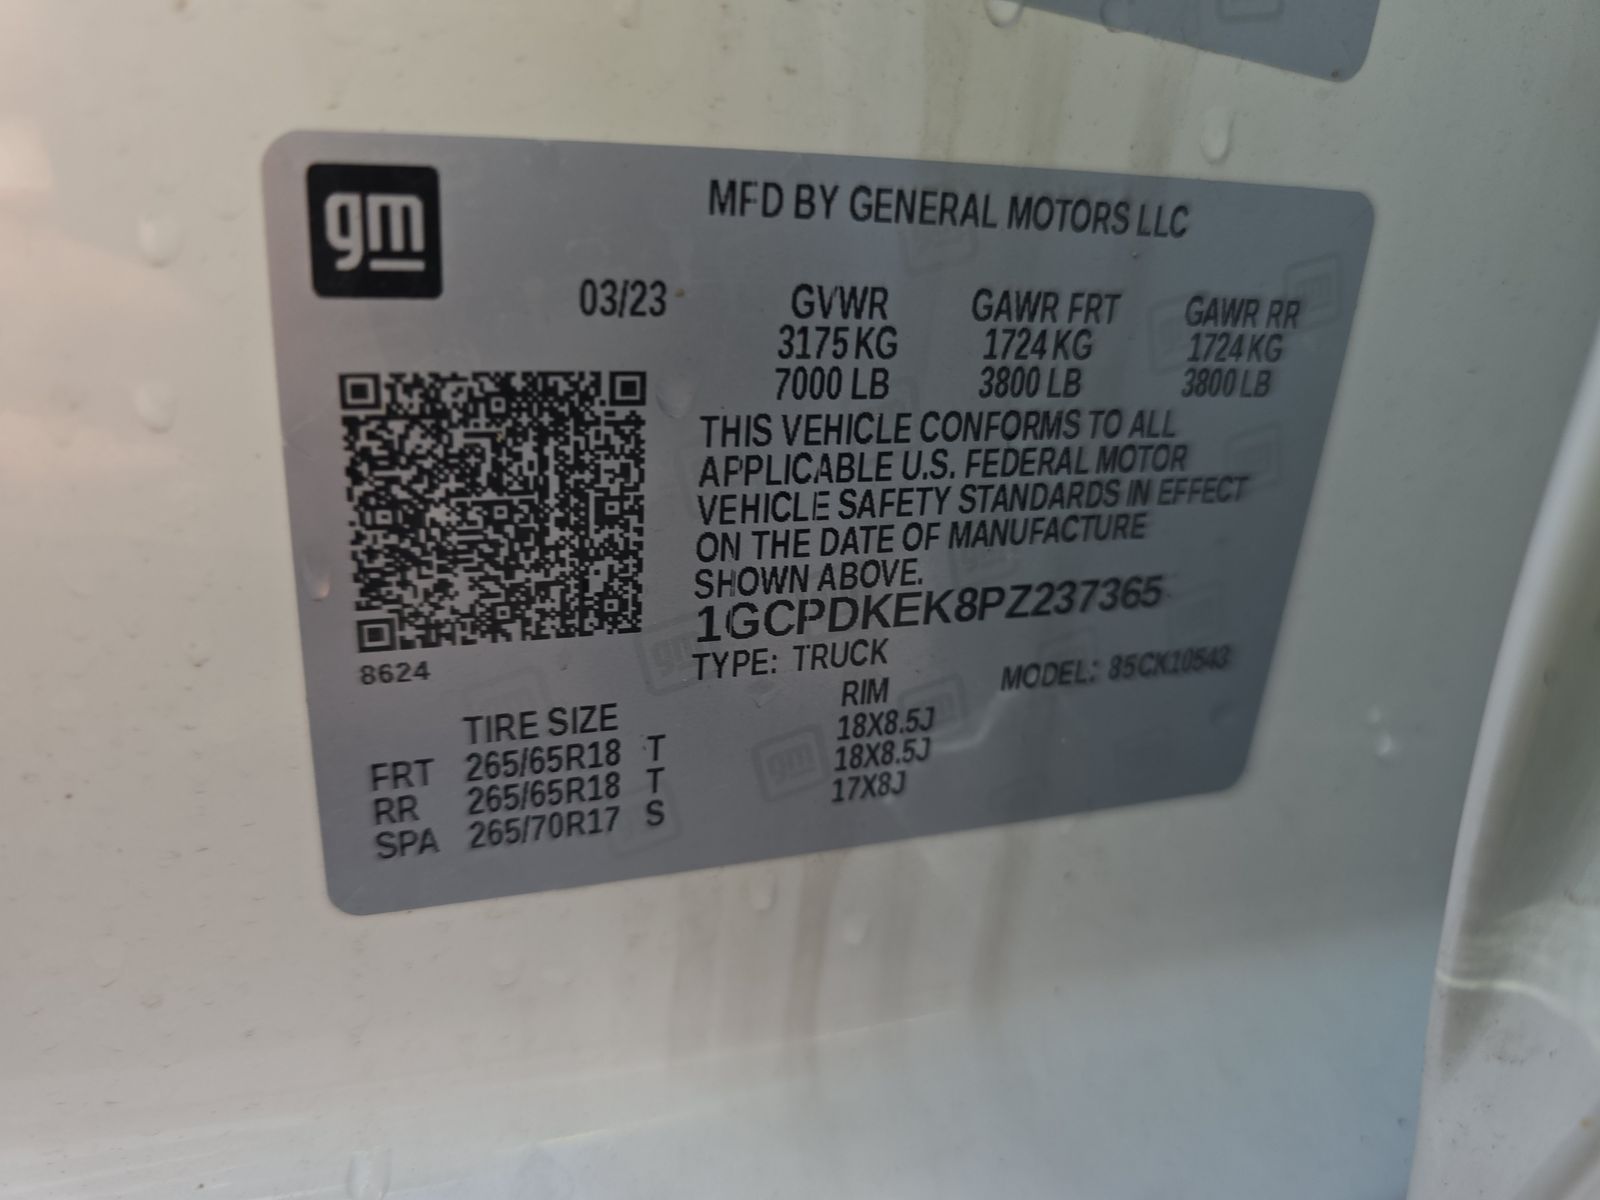 gm
MFD BY GENERAL MOTORS LLC
03/23 GVWR GAWR FRT GAWR RR
3175 KG 1724 KG 1724 KG
7000 LB 3800 LB 3800 LB
THIS VEHICLE CONFORMS TO ALL
APPLICABLE U.S. FEDERAL MOTOR
VEHICLE SAFETY STANDARDS IN EFFECT
ON THE DATE OF MANUFACTURE
SHOWN ABOVE.
1GCPDKEK8PZ237365
8624
TYPE: TRUCK MODEL: 85CK10543
TIRE SIZE RIM
FRT 265/65R18 T 18X8.5J
RR 265/65R18 T 18X8.5J
SPA 265/70R17 S 17X8J